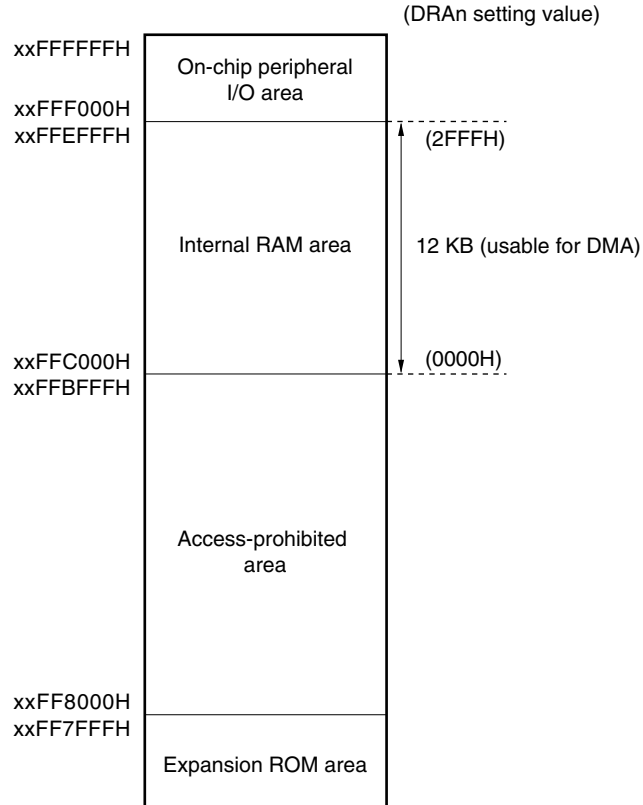 (DRAn setting value)
xxFFFFFFH
On-chip peripheral
I/O area
xxFFF000H
xxFFEFFFH
(2FFFH)
Internal RAM area
12 KB (usable for DMA)
xxFFC000H
(0000H)
xxFFBFFFH
Access-prohibited
area
xxFF8000H
xxFF7FFFH
Expansion ROM area